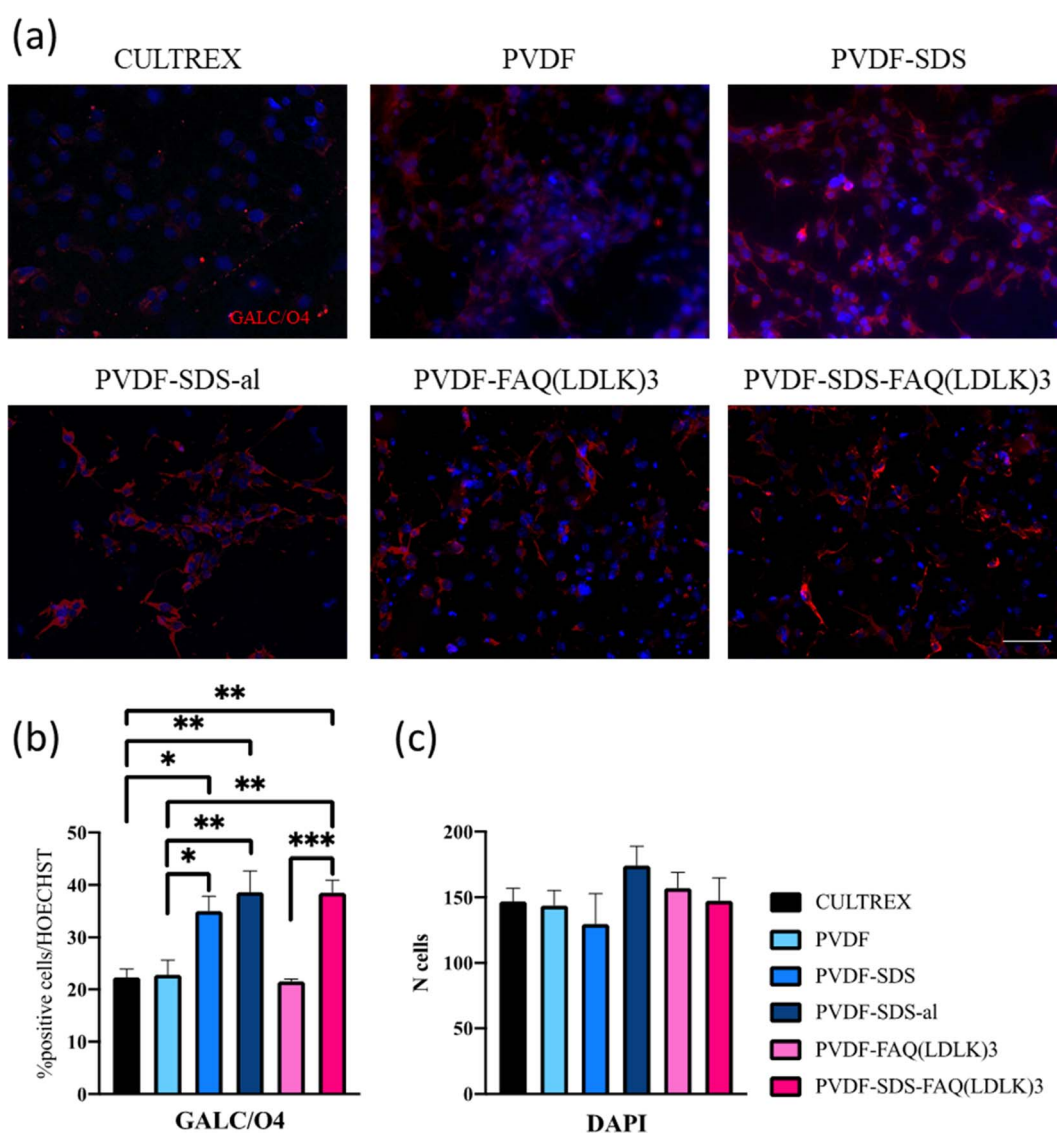 (a)
CULTREX
PVDF
PVDF-SDS
GALC/O4
PVDF-SDS-al
PVDF-FAQ(LDLK)3
PVDF-SDS-FAQ(LDLK)3
(b)
**
**
*
**
**
*
***
%positive cells/HOECHST
50
40
30
20
10
0
GALC/O4
(c)
N cells
200
150
100
50
0
DAPI
CULTREX
PVDF
PVDF-SDS
PVDF-SDS-al
PVDF-FAQ(LDLK)3
PVDF-SDS-FAQ(LDLK)3